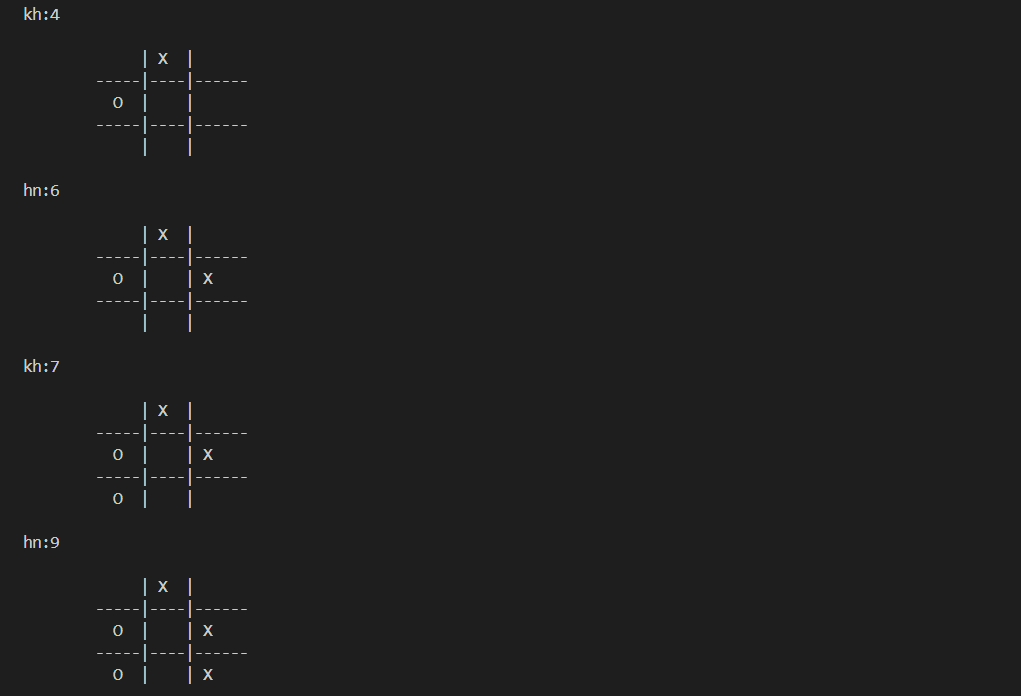 kh:4
     | X  |
-----|----|------
  O  |    |
-----|----|------
     |    |
hn:6
     | X  |
-----|----|------
  O  |    | X
-----|----|------
     |    |
kh:7
     | X  |
-----|----|------
  O  |    | X
-----|----|------
  O  |    |
hn:9
     | X  |
-----|----|------
  O  |    | X
-----|----|------
  O  |    | X